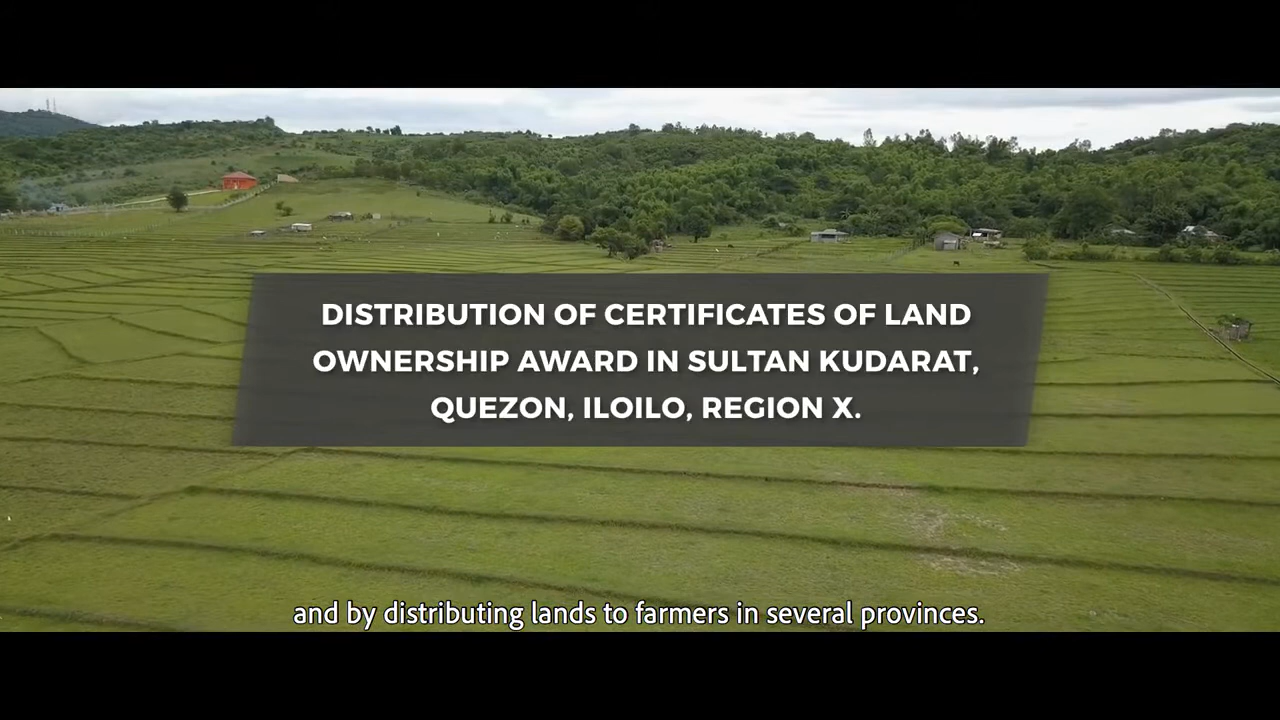 DISTRIBUTION OF CERTIFICATES OF LAND
OWNERSHIP AWARD IN SULTAN KUDARAT,
QUEZON, ILOILO, REGION X.
and by distributing lands to farmers in several provinces.